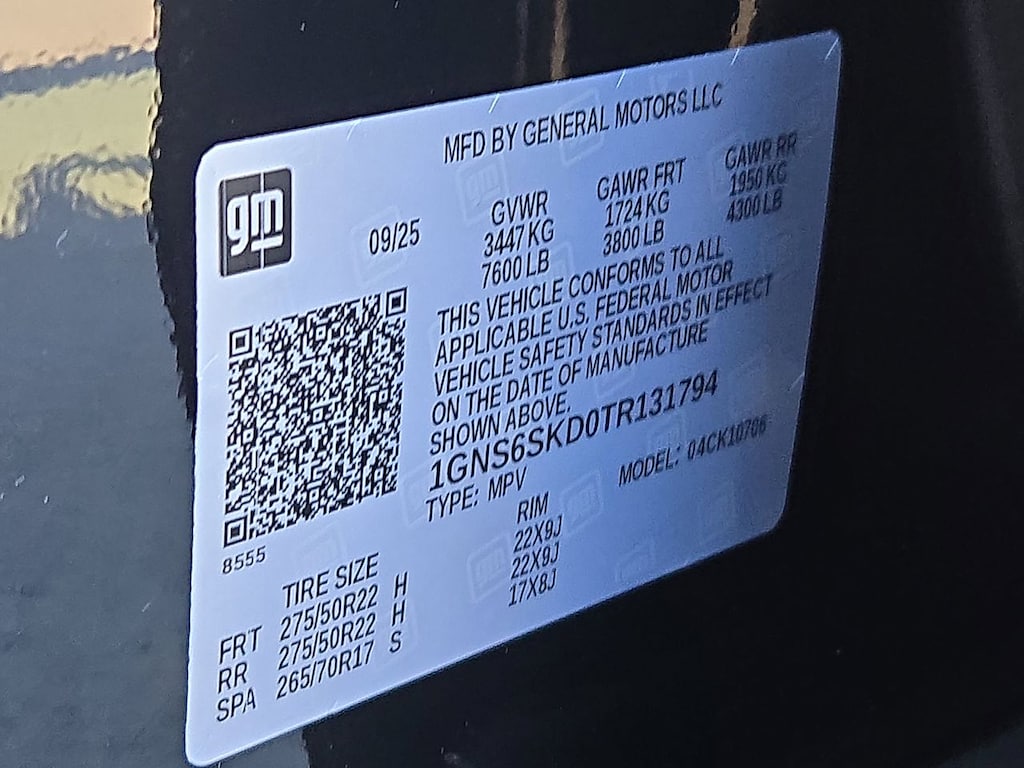 MFD BY GENERAL MOTORS LLC
gm
09/25
GVWR GAWR FRT GAWR RR
3447 KG 1724 KG 1950 KG
7600 LB 3800 LB 4300 LB
THIS VEHICLE CONFORMS TO ALL
APPLICABLE U.S. FEDERAL MOTOR
VEHICLE SAFETY STANDARDS IN EFFECT
ON THE DATE OF MANUFACTURE
SHOWN ABOVE.
1GNS6SKD0TR131794
TYPE: MPV MODEL: 04CK10706
8555
TIRE SIZE RIM
FRT 275/50R22 H 22X9J
RR 275/50R22 H 22X9J
SPA 265/70R17 S 17X8J